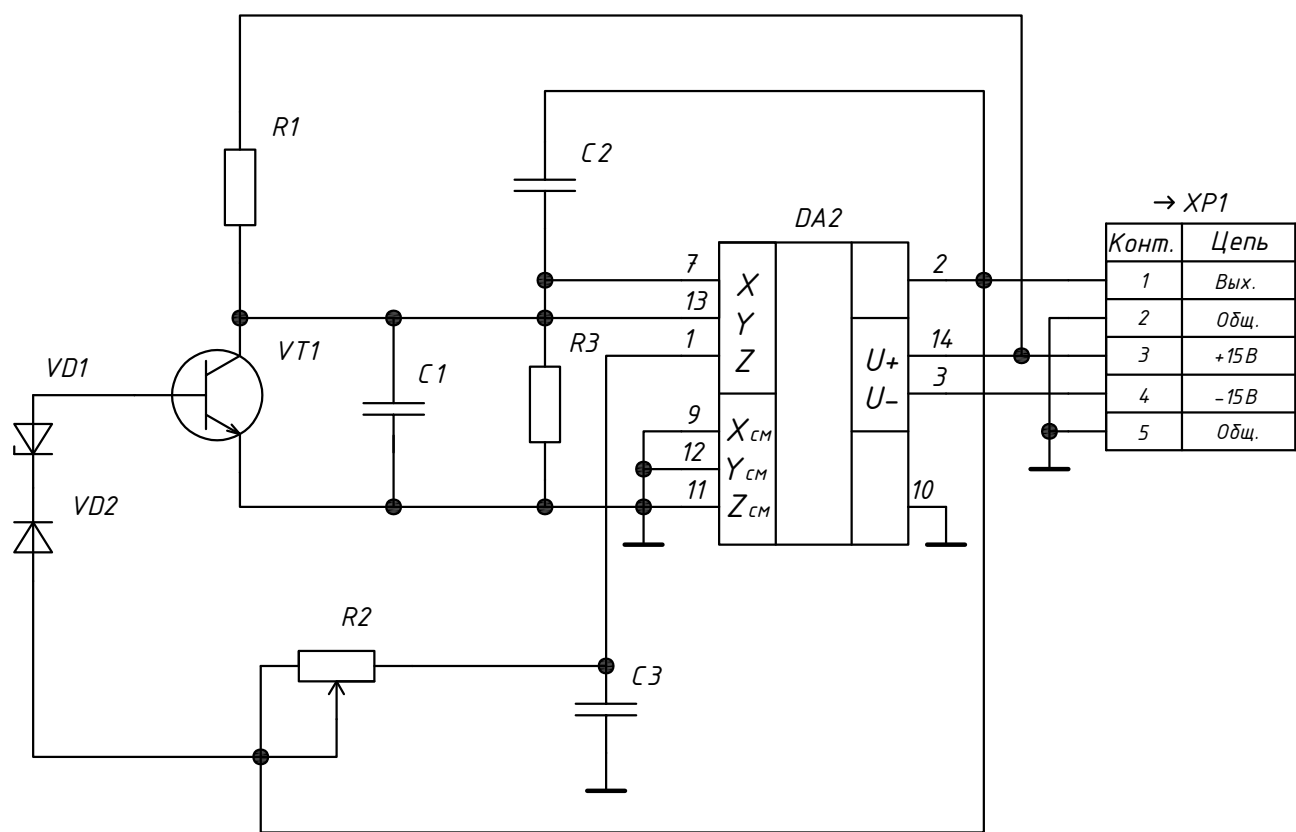 R1
C2
→ XP1
DA2
Конт. Цепь
7 X 2 1 Вых.
13 Y 2 Общ.
VT1 R3 1 Z U+ 14 3 +15В
VD1 C1 U- 3 4 -15В
9 Xсм 5 Общ.
12 Yсм
VD2 11 Zсм 10
R2
C3